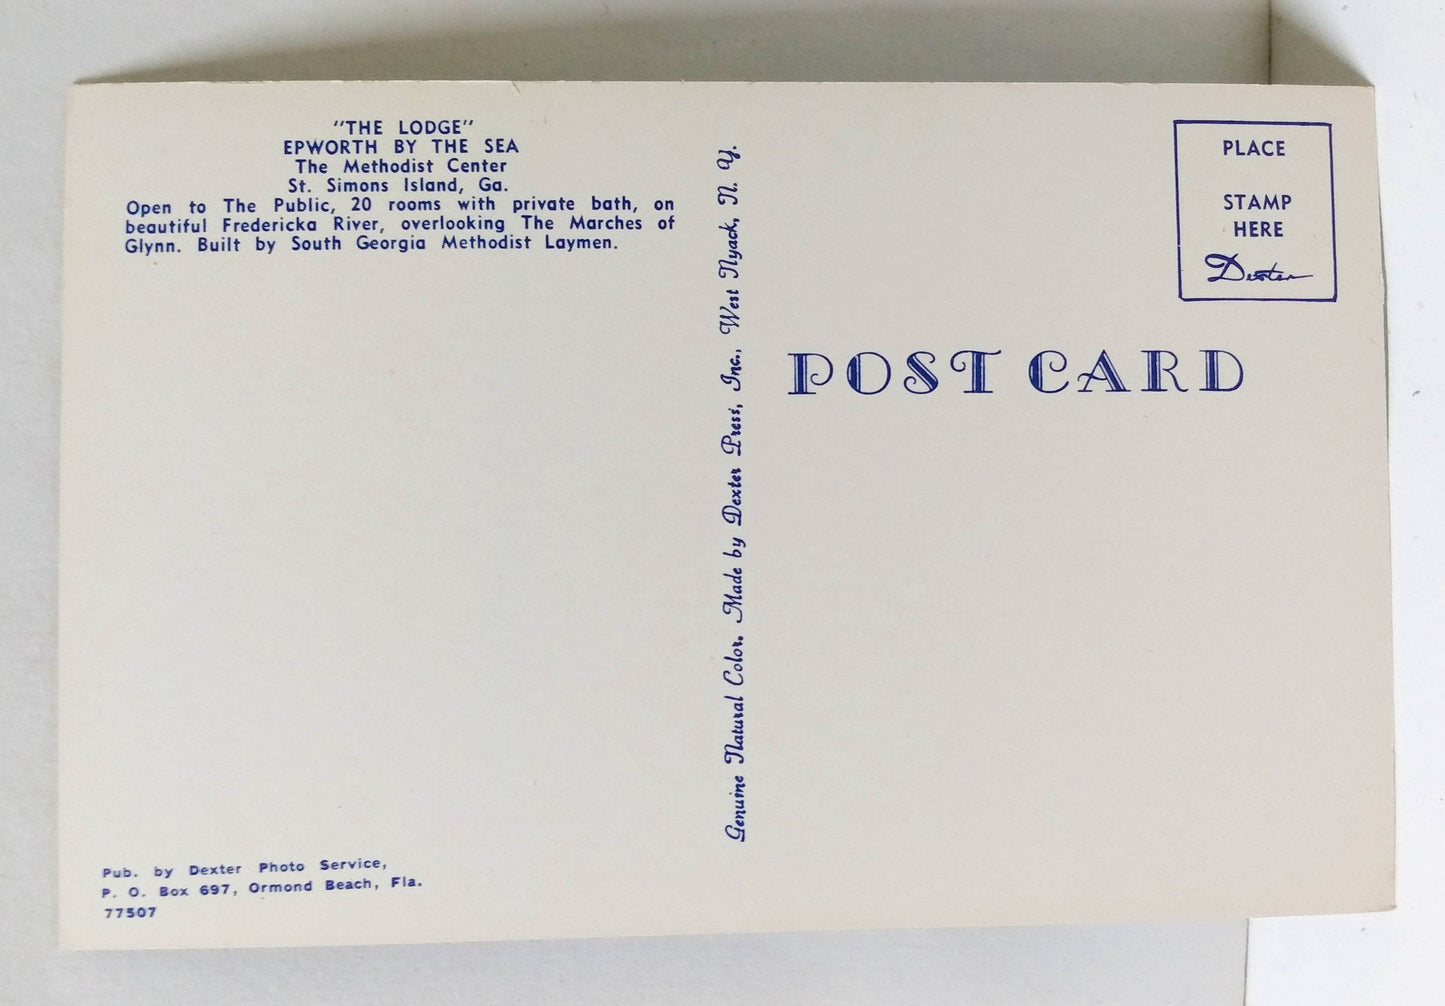 "THE LODGE"
EPWORTH BY THE SEA
The Methodist Center
St. Simons Island, Ga.
Open to The Public, 20 rooms with private bath, on
beautiful Fredericka River, overlooking The Marches of
Glynn. Built by South Georgia Methodist Laymen.
Pub. by Dexter Photo Service,
P. O. Box 697, Ormond Beach, Fla.
77507
Genuine Natural Color. Made by Dexter Press, Inc., West Nyack, N. Y.
PLACE
STAMP
HERE
Dexter
POST CARD